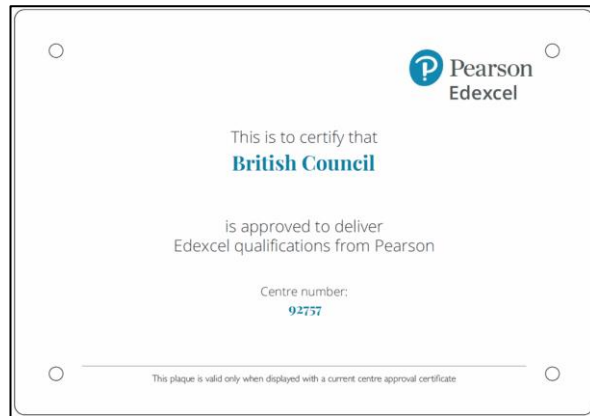 Pearson
Edexcel
This is to certify that
British Council
is approved to deliver
Edexcel qualifications from Pearson
Centre number:
92757
This plaque is valid only when displayed with a current centre approval certificate